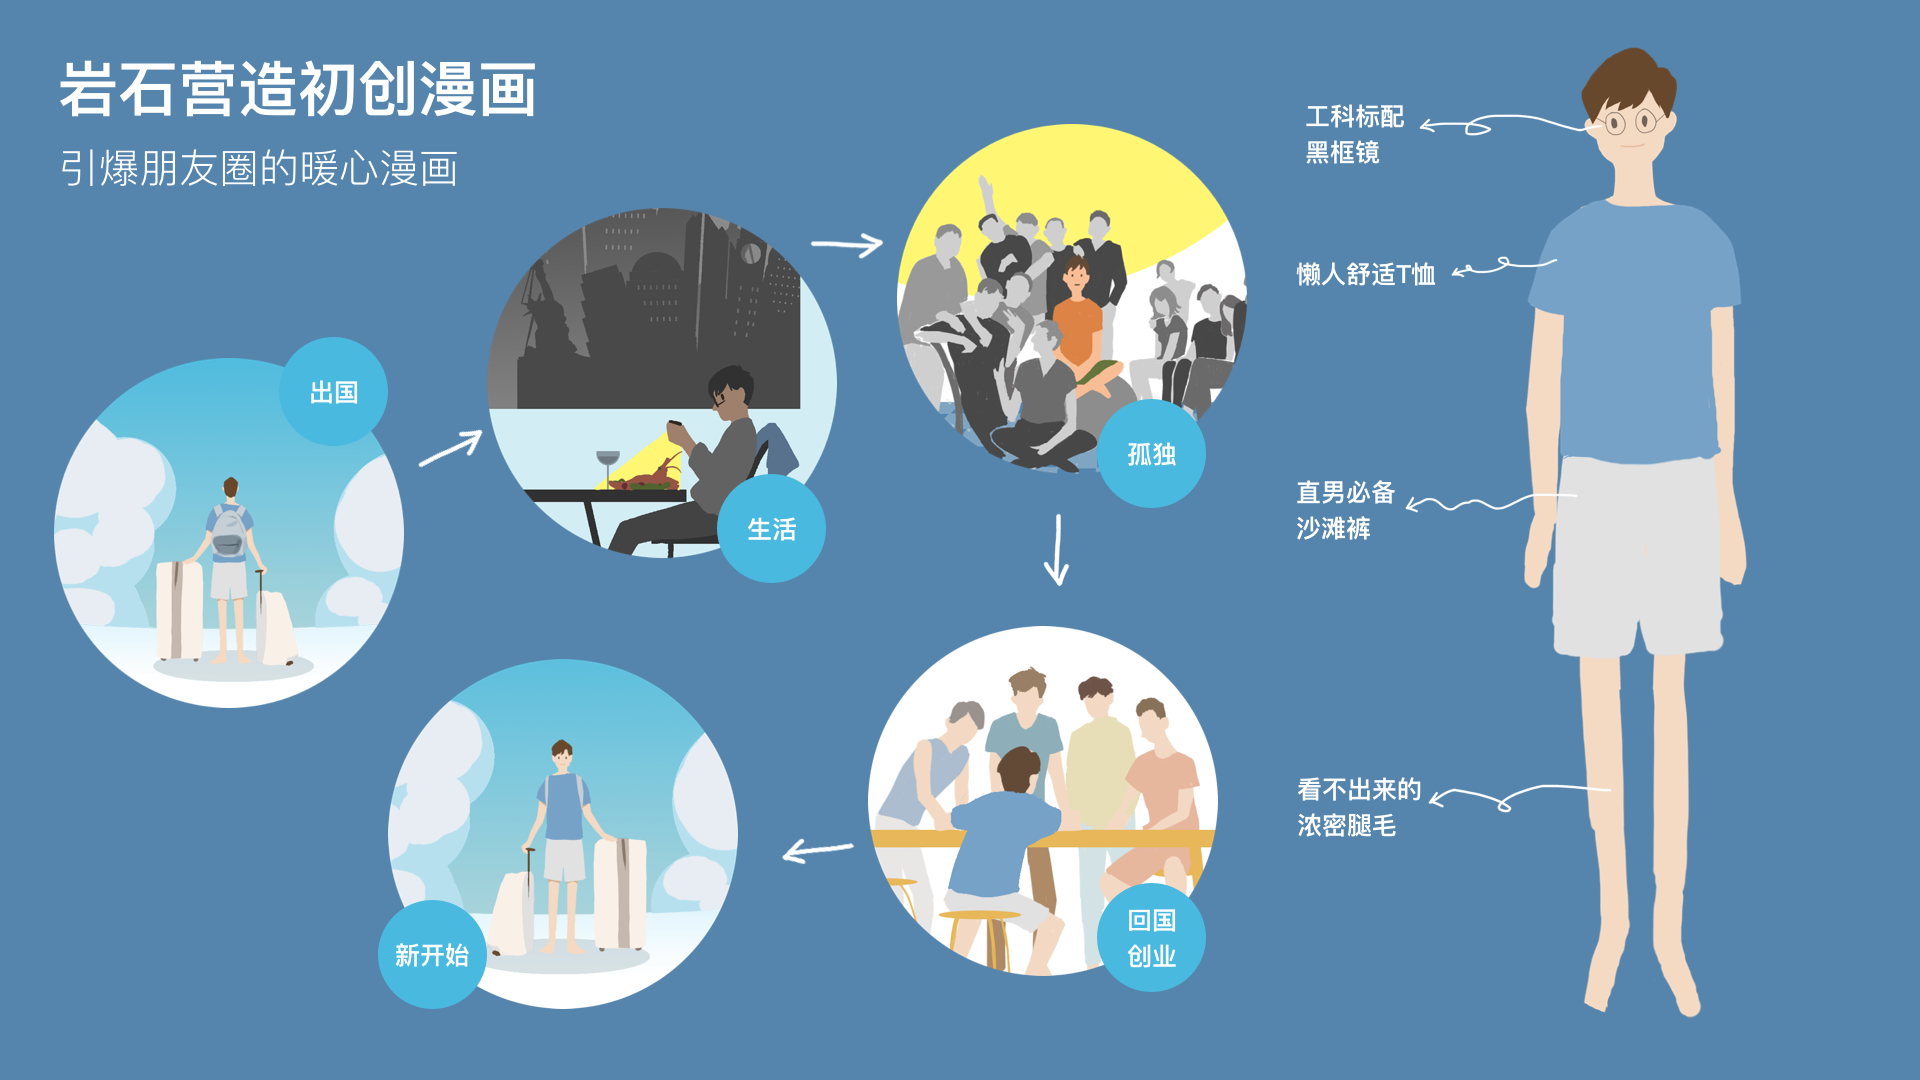 岩石营造初创漫画
引爆朋友圈的暖心漫画
出国
生活
孤独
回国
创业
新开始
工科标配
黑框镜
懒人舒适T恤
直男必备
沙滩裤
看不出来的
浓密腿毛